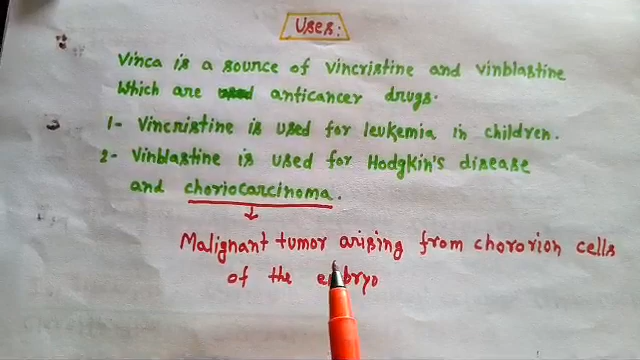 Uses:
Vinca is a source of vincristine and vinblastine
which are anticancer drugs.
1- Vincristine is used for leukemia in children.
2- Vinblastine is used for Hodgkin's disease
and choriocarcinoma.
Malignant tumor arising from chororion cells
of the embryo